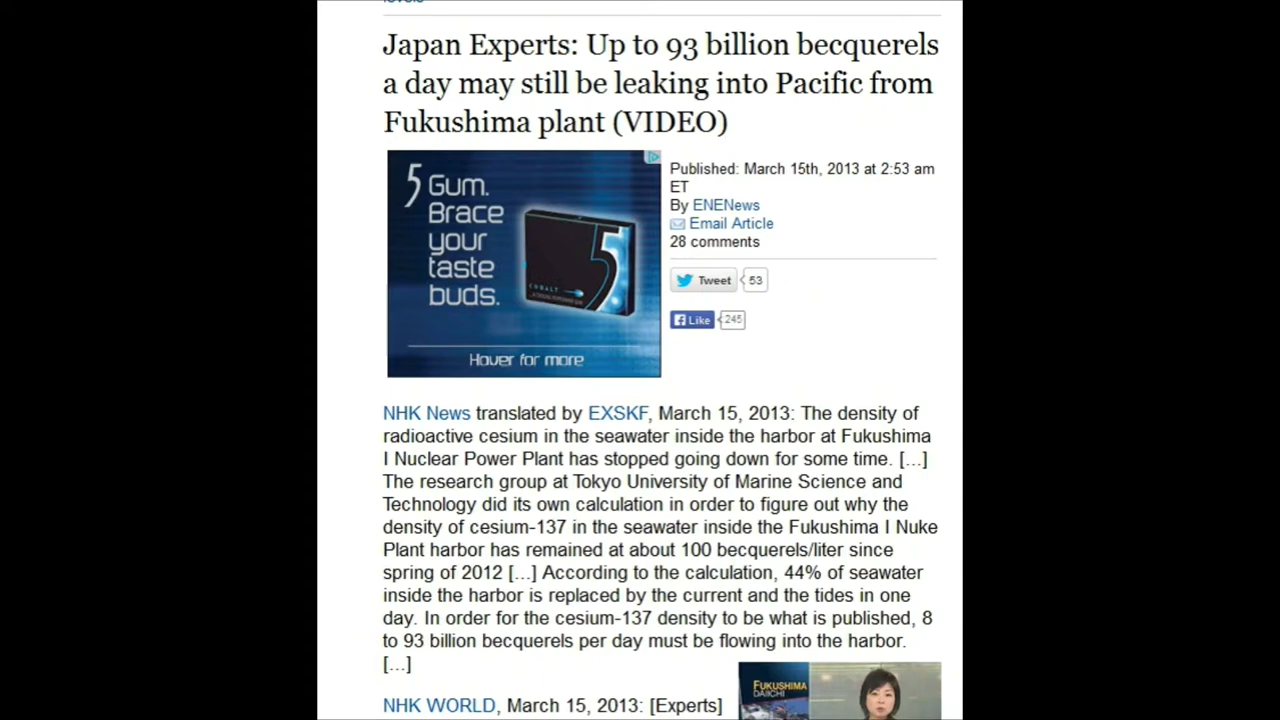 levels
Japan Experts: Up to 93 billion becquerels
a day may still be leaking into Pacific from
Fukushima plant (VIDEO)
5 Gum.
Brace
your
taste
buds.
5
COBALT
Hover for more
Published: March 15th, 2013 at 2:53 am
ET
By ENENews
Email Article
28 comments
Tweet 53
Like 245
NHK News translated by EXSKF, March 15, 2013: The density of
radioactive cesium in the seawater inside the harbor at Fukushima
I Nuclear Power Plant has stopped going down for some time. [...]
The research group at Tokyo University of Marine Science and
Technology did its own calculation in order to figure out why the
density of cesium-137 in the seawater inside the Fukushima I Nuke
Plant harbor has remained at about 100 becquerels/liter since
spring of 2012 [...] According to the calculation, 44% of seawater
inside the harbor is replaced by the current and the tides in one
day. In order for the cesium-137 density to be what is published, 8
to 93 billion becquerels per day must be flowing into the harbor.
[...]
FUKUSHIMA
DAIICHI
NHK WORLD, March 15, 2013: [Experts]